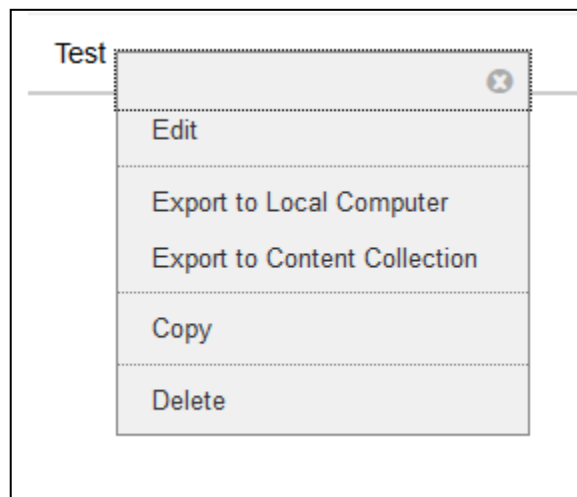 Test
Edit
Export to Local Computer
Export to Content Collection
Copy
Delete